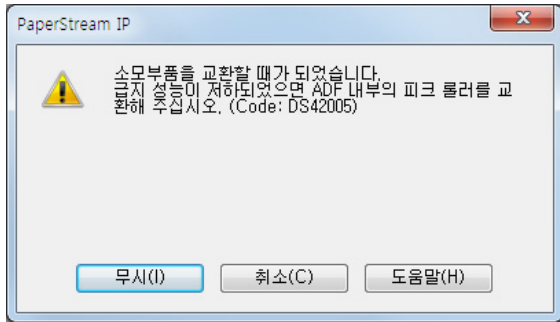 PaperStream IP
소모부품을 교환할 때가 되었습니다.
급지 성능이 저하되었으면 ADF 내부의 피크 롤러를 교
환해 주십시오. (Code: DS42005)
무시(I)
취소(C)
도움말(H)